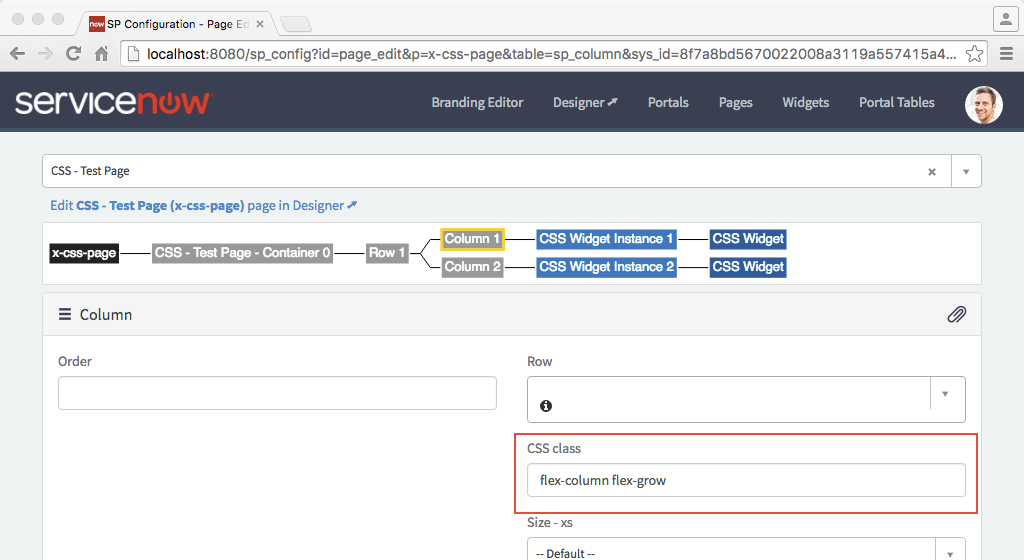 now SP Configuration - Page Ed
localhost:8080/sp_config?id=page_edit&p=x-css-page&table=sp_column&sys_id=8f7a8bd5670022008a3119a557415a4...
servicenow
Branding Editor Designer Portals Pages Widgets Portal Tables
CSS - Test Page
Edit CSS - Test Page (x-css-page) page in Designer
x-css-page CSS - Test Page - Container 0 Row 1
Column 1 CSS Widget Instance 1 CSS Widget
Column 2 CSS Widget Instance 2 CSS Widget
Column
Order
Row
CSS class
flex-column flex-grow
Size - xs
-- Default --